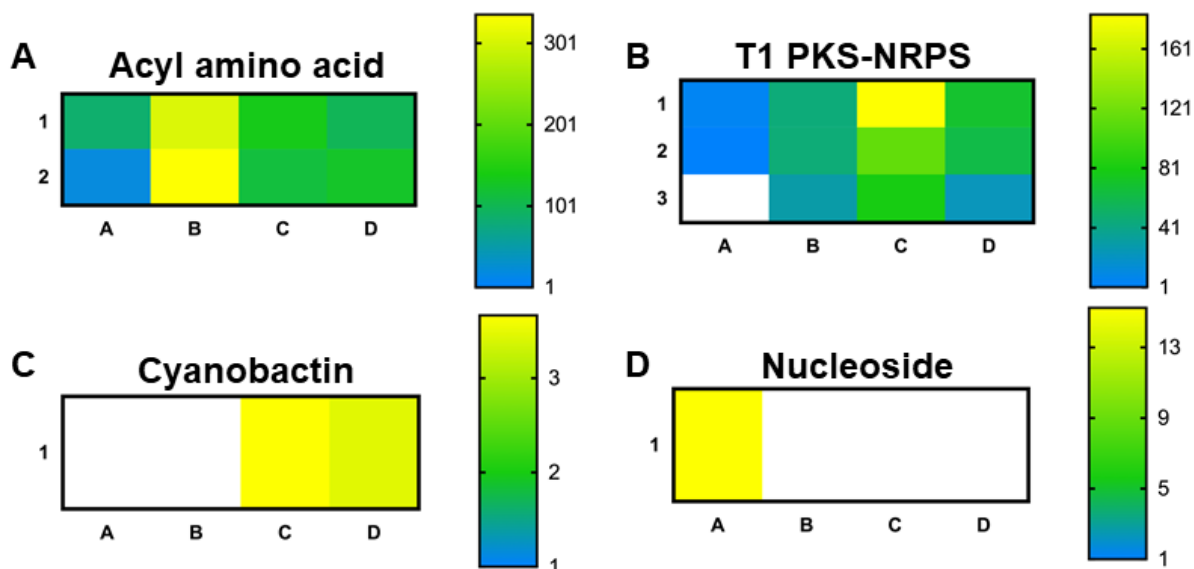 A
Acyl amino acid
1
2
A B C D
301
201
101
1
B
T1 PKS-NRPS
1
2
3
A B C D
161
121
81
41
1
C
Cyanobactin
1
A B C D
3
2
1
D
Nucleoside
1
A B C D
13
9
5
1